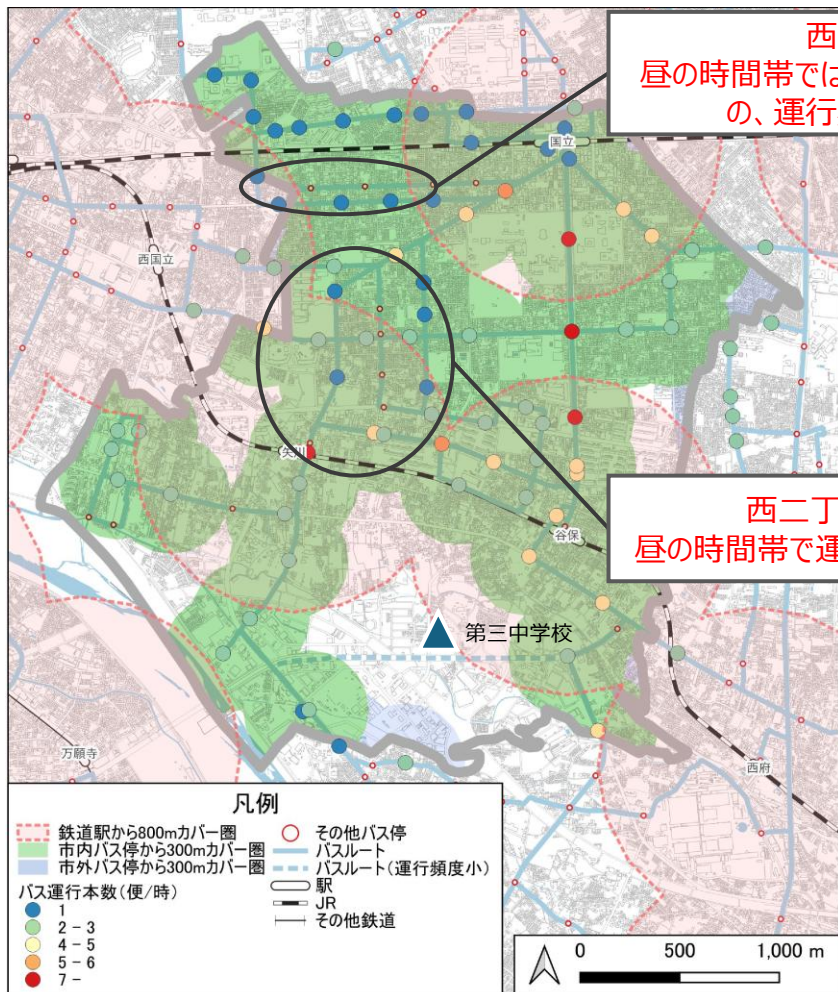 西
昼の時間帯では
の、運行
国立
西国立
矢川
西二丁
昼の時間帯で運
谷保
第三中学校
万願寺
西府
凡例
鉄道駅から800mカバー圏
市内バス停から300mカバー圏
市外バス停から300mカバー圏
バス運行本数(便/時)
1
2 - 3
4 - 5
5 - 6
7 -
その他バス停
バスルート
バスルート(運行頻度小)
駅
JR
その他鉄道
0 500 1,000 m